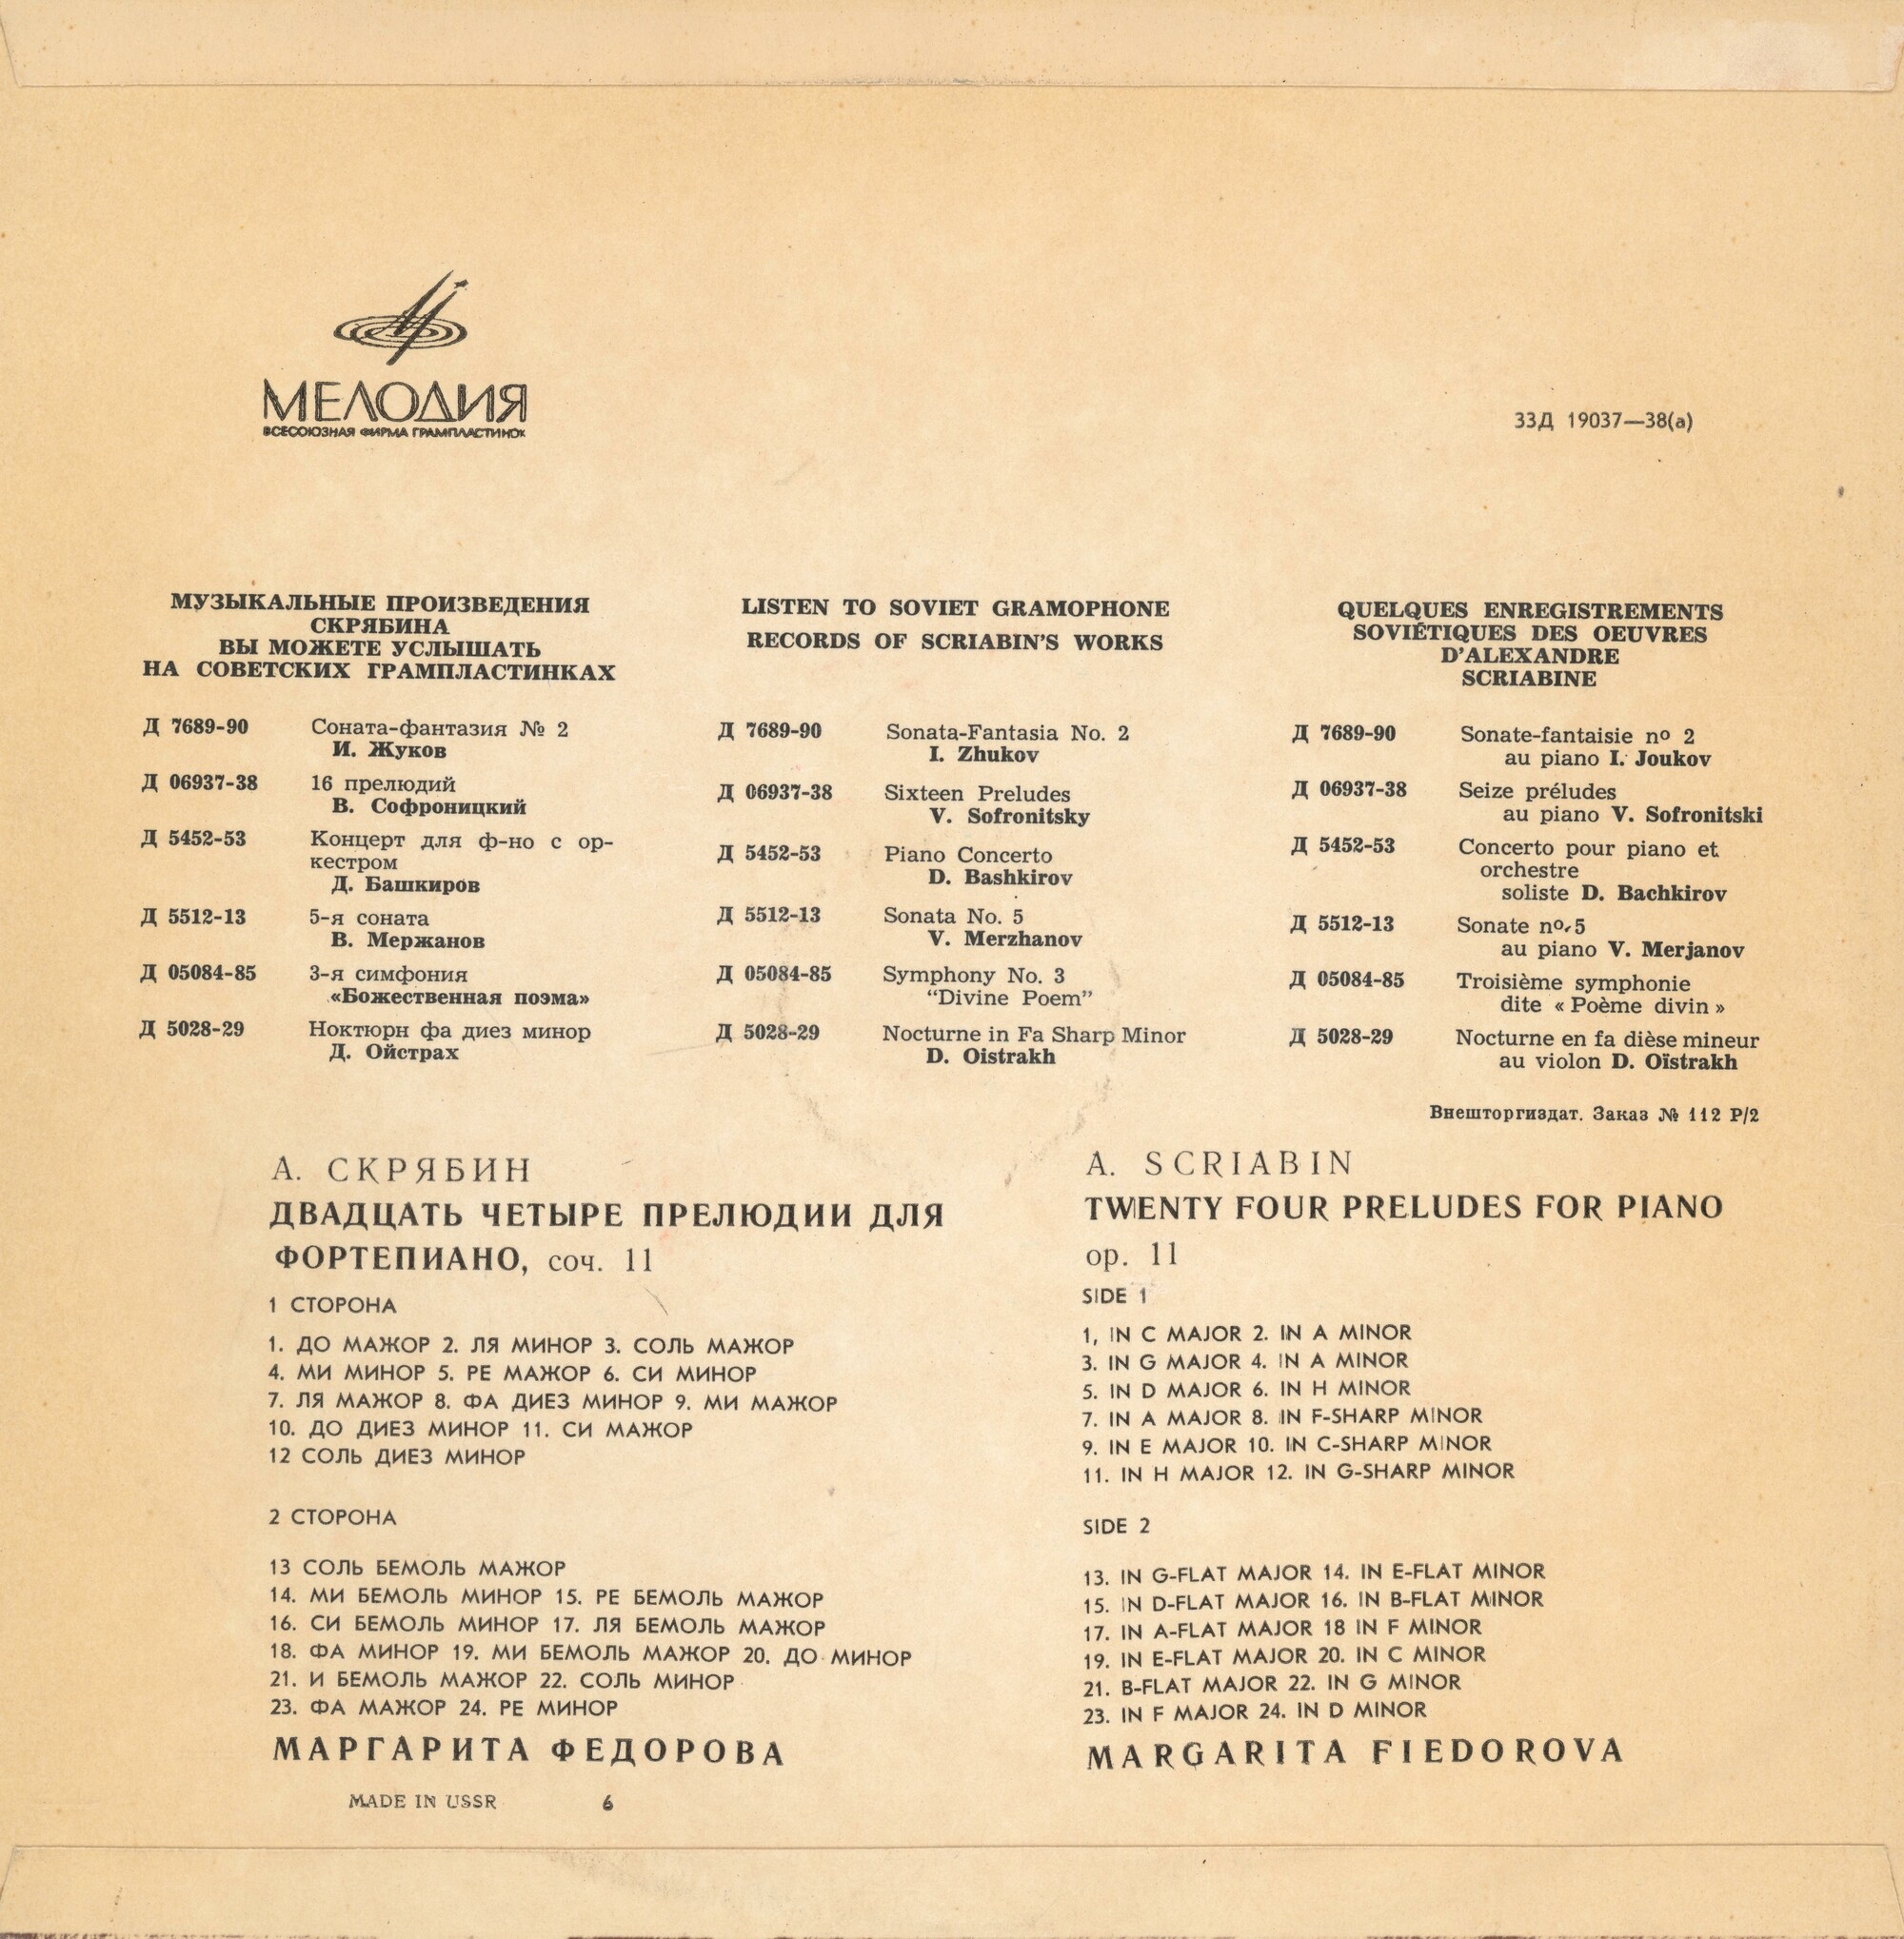 МЕЛОДИЯ
ВСЕСОЮЗНАЯ ФИРМА ГРАМПЛАСТИНОК
33Д 19037—38(а)
МУЗЫКАЛЬНЫЕ ПРОИЗВЕДЕНИЯ
СКРЯБИНА
ВЫ МОЖЕТЕ УСЛЫШАТЬ
НА СОВЕТСКИХ ГРАМПЛАСТИНКАХ
Д 7689-90 Соната-фантазия № 2
И. Жуков
Д 06937-38 16 прелюдий
В. Софроницкий
Д 5452-53 Концерт для ф-но с ор-
кестром
Д. Башкиров
Д 5512-13 5-я соната
В. Мержанов
Д 05084-85 3-я симфония
«Божественная поэма»
Д 5028-29 Ноктюрн фа диез минор
Д. Ойстрах
LISTEN TO SOVIET GRAMOPHONE
RECORDS OF SCRIABIN'S WORKS
Д 7689-90 Sonata-Fantasia No. 2
I. Zhukov
Д 06937-38 Sixteen Preludes
V. Sofronitsky
Д 5452-53 Piano Concerto
D. Bashkirov
Д 5512-13 Sonata No. 5
V. Merzhanov
Д 05084-85 Symphony No. 3
“Divine Poem”
Д 5028-29 Nocturne in Fa Sharp Minor
D. Oistrakh
QUELQUES ENREGISTREMENTS
SOVIÉTIQUES DES OEUVRES
D'ALEXANDRE
SCRIABINE
Д 7689-90 Sonate-fantaisie nº 2
au piano I. Joukov
Д 06937-38 Seize préludes
au piano V. Sofronitski
Д 5452-53 Concerto pour piano et
orchestre
soliste D. Bachkirov
Д 5512-13 Sonate nº 5
au piano V. Merjanov
Д 05084-85 Troisième symphonie
dite « Poème divin »
Д 5028-29 Nocturne en fa dièse mineur
au violon D. Oïstrakh
Внешторгиздат. Заказ № 112 Р/2
А. СКРЯБИН
ДВАДЦАТЬ ЧЕТЫРЕ ПРЕЛЮДИИ ДЛЯ
ФОРТЕПИАНО, соч. 11
1 СТОРОНА
1. ДО МАЖОР 2. ЛЯ МИНОР 3. СОЛЬ МАЖОР
4. МИ МИНОР 5. РЕ МАЖОР 6. СИ МИНОР
7. ЛЯ МАЖОР 8. ФА ДИЕЗ МИНОР 9. МИ МАЖОР
10. ДО ДИЕЗ МИНОР 11. СИ МАЖОР
12 СОЛЬ ДИЕЗ МИНОР
2 СТОРОНА
13 СОЛЬ БЕМОЛЬ МАЖОР
14. МИ БЕМОЛЬ МИНОР 15. РЕ БЕМОЛЬ МАЖОР
16. СИ БЕМОЛЬ МИНОР 17. ЛЯ БЕМОЛЬ МАЖОР
18. ФА МИНОР 19. МИ БЕМОЛЬ МАЖОР 20. ДО МИНОР
21. И БЕМОЛЬ МАЖОР 22. СОЛЬ МИНОР
23. ФА МАЖОР 24. РЕ МИНОР
МАРГАРИТА ФЕДОРОВА
MADE IN USSR 6
A. SCRIABIN
TWENTY FOUR PRELUDES FOR PIANO
op. 11
SIDE 1
1, IN C MAJOR 2. IN A MINOR
3. IN G MAJOR 4. IN A MINOR
5. IN D MAJOR 6. IN H MINOR
7. IN A MAJOR 8. IN F-SHARP MINOR
9. IN E MAJOR 10. IN C-SHARP MINOR
11. IN H MAJOR 12. IN G-SHARP MINOR
SIDE 2
13. IN G-FLAT MAJOR 14. IN E-FLAT MINOR
15. IN D-FLAT MAJOR 16. IN B-FLAT MINOR
17. IN A-FLAT MAJOR 18 IN F MINOR
19. IN E-FLAT MAJOR 20. IN C MINOR
21. B-FLAT MAJOR 22. IN G MINOR
23. IN F MAJOR 24. IN D MINOR
MARGARITA FIEDOROVA